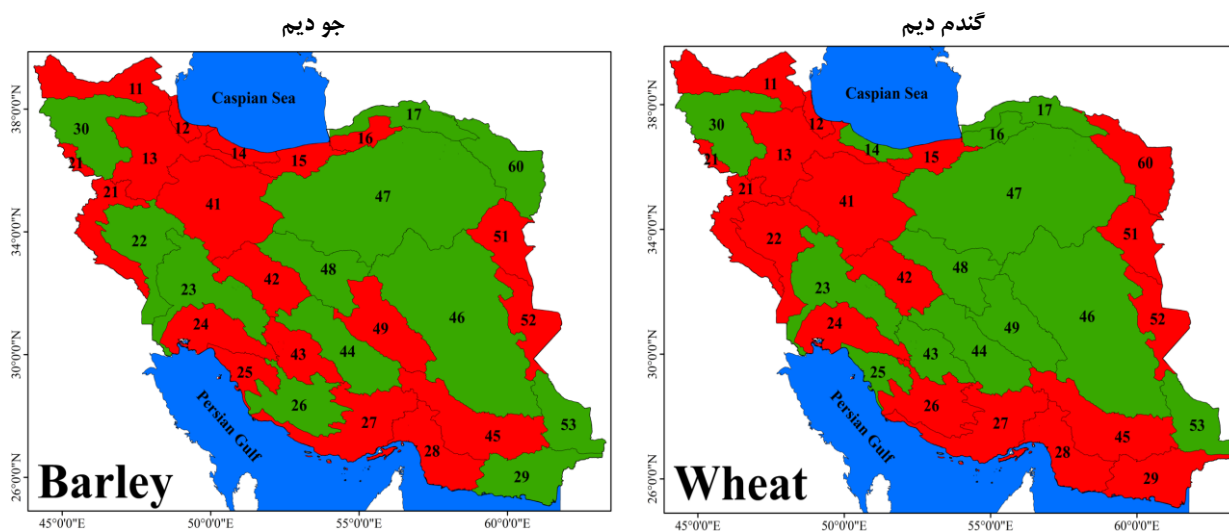 جو دیم
38°0'0"N
34°0'0"N
30°0'0"N
26°0'0"N
Caspian Sea
11
12
30
13
14
15
16
17
60
21
21
41
47
22
51
48
42
23
46
52
24
49
43
44
25
26
27
53
28
45
29
Persian Gulf
Barley
45°0'0"E
50°0'0"E
55°0'0"E
60°0'0"E
گندم دیم
38°0'0"N
34°0'0"N
30°0'0"N
26°0'0"N
Caspian Sea
11
12
30
13
14
15
16
17
60
21
21
41
47
22
51
48
42
23
46
52
24
49
43
44
25
26
27
53
28
45
29
Persian Gulf
Wheat
45°0'0"E
50°0'0"E
55°0'0"E
60°0'0"E